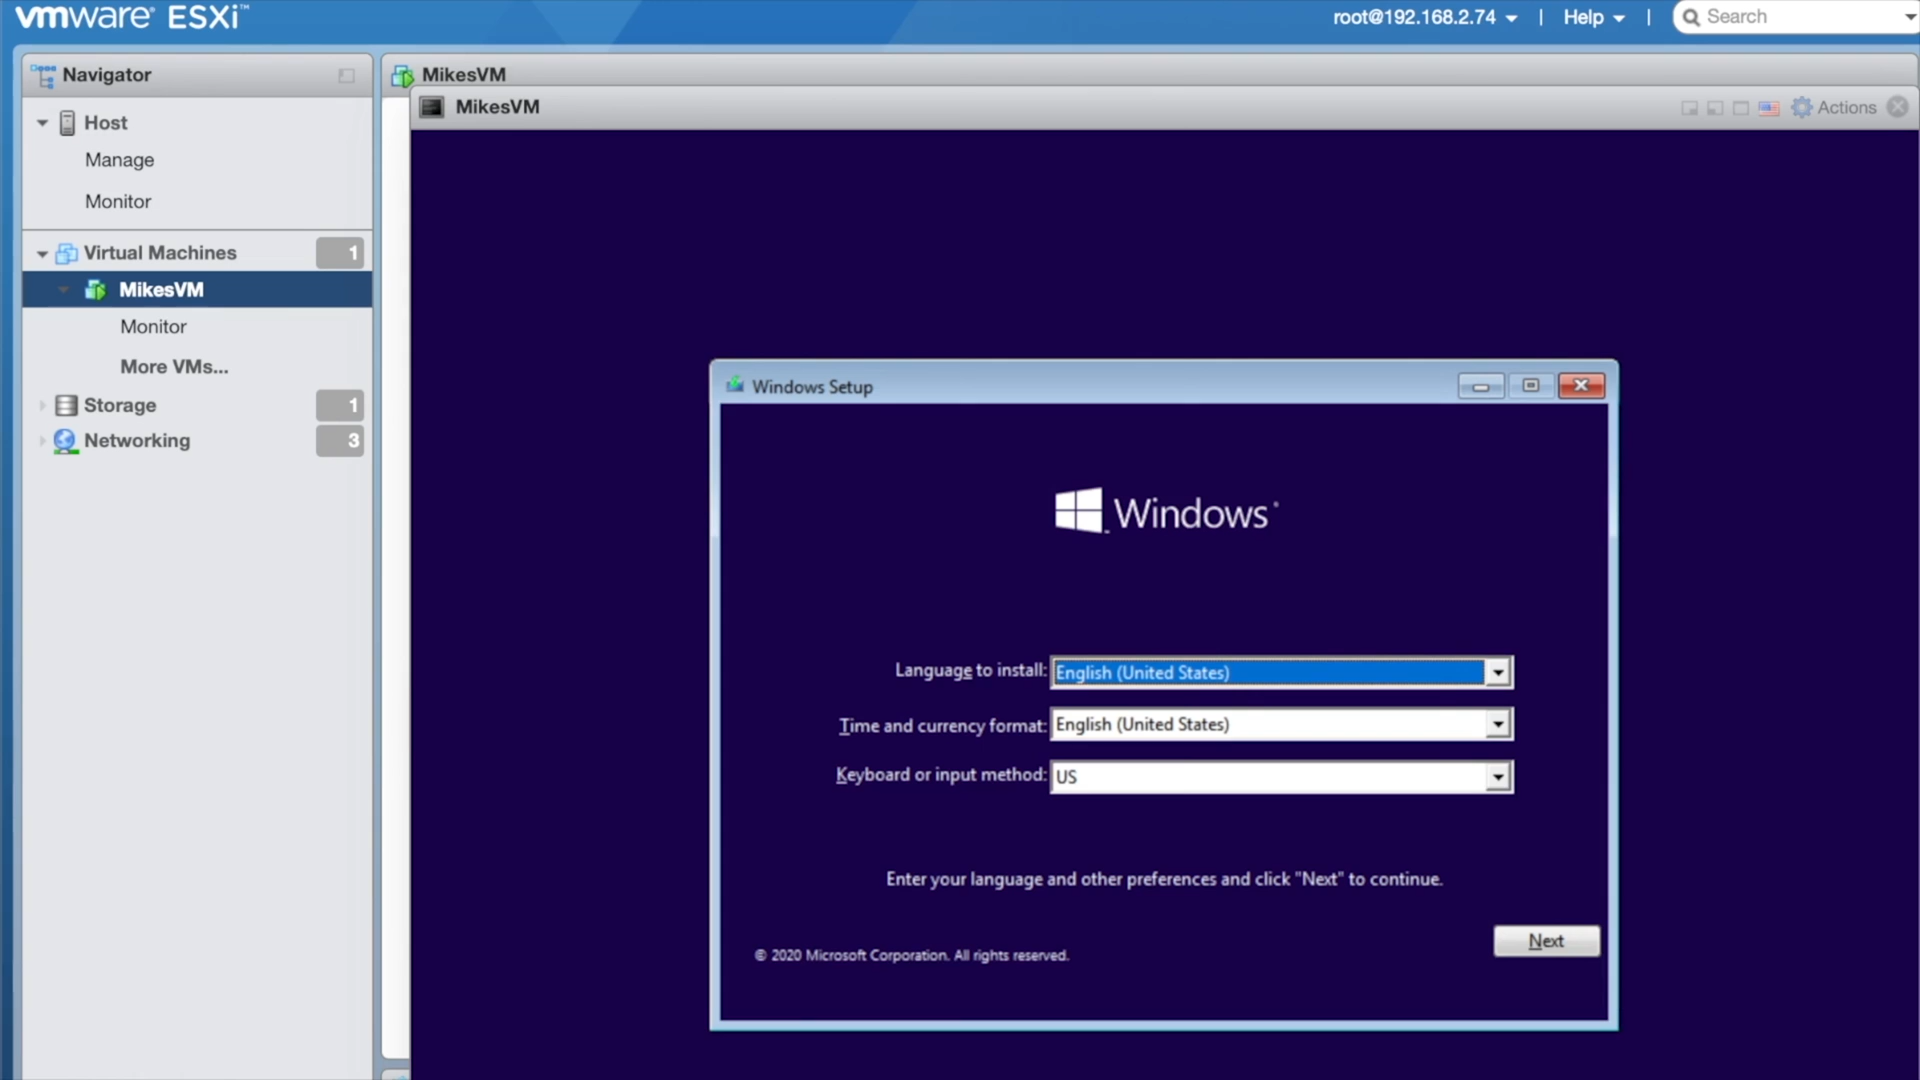 vmware® ESXi™
root@192.168.2.74 | Help | Search
Navigator
Host
Manage
Monitor
Virtual Machines 1
MikesVM
Monitor
More VMs...
Storage 1
Networking 3
MikesVM
MikesVM
Actions
Windows Setup
Windows
Language to install: English (United States)
Time and currency format: English (United States)
Keyboard or input method: US
Enter your language and other preferences and click "Next" to continue.
Next
© 2020 Microsoft Corporation. All rights reserved.